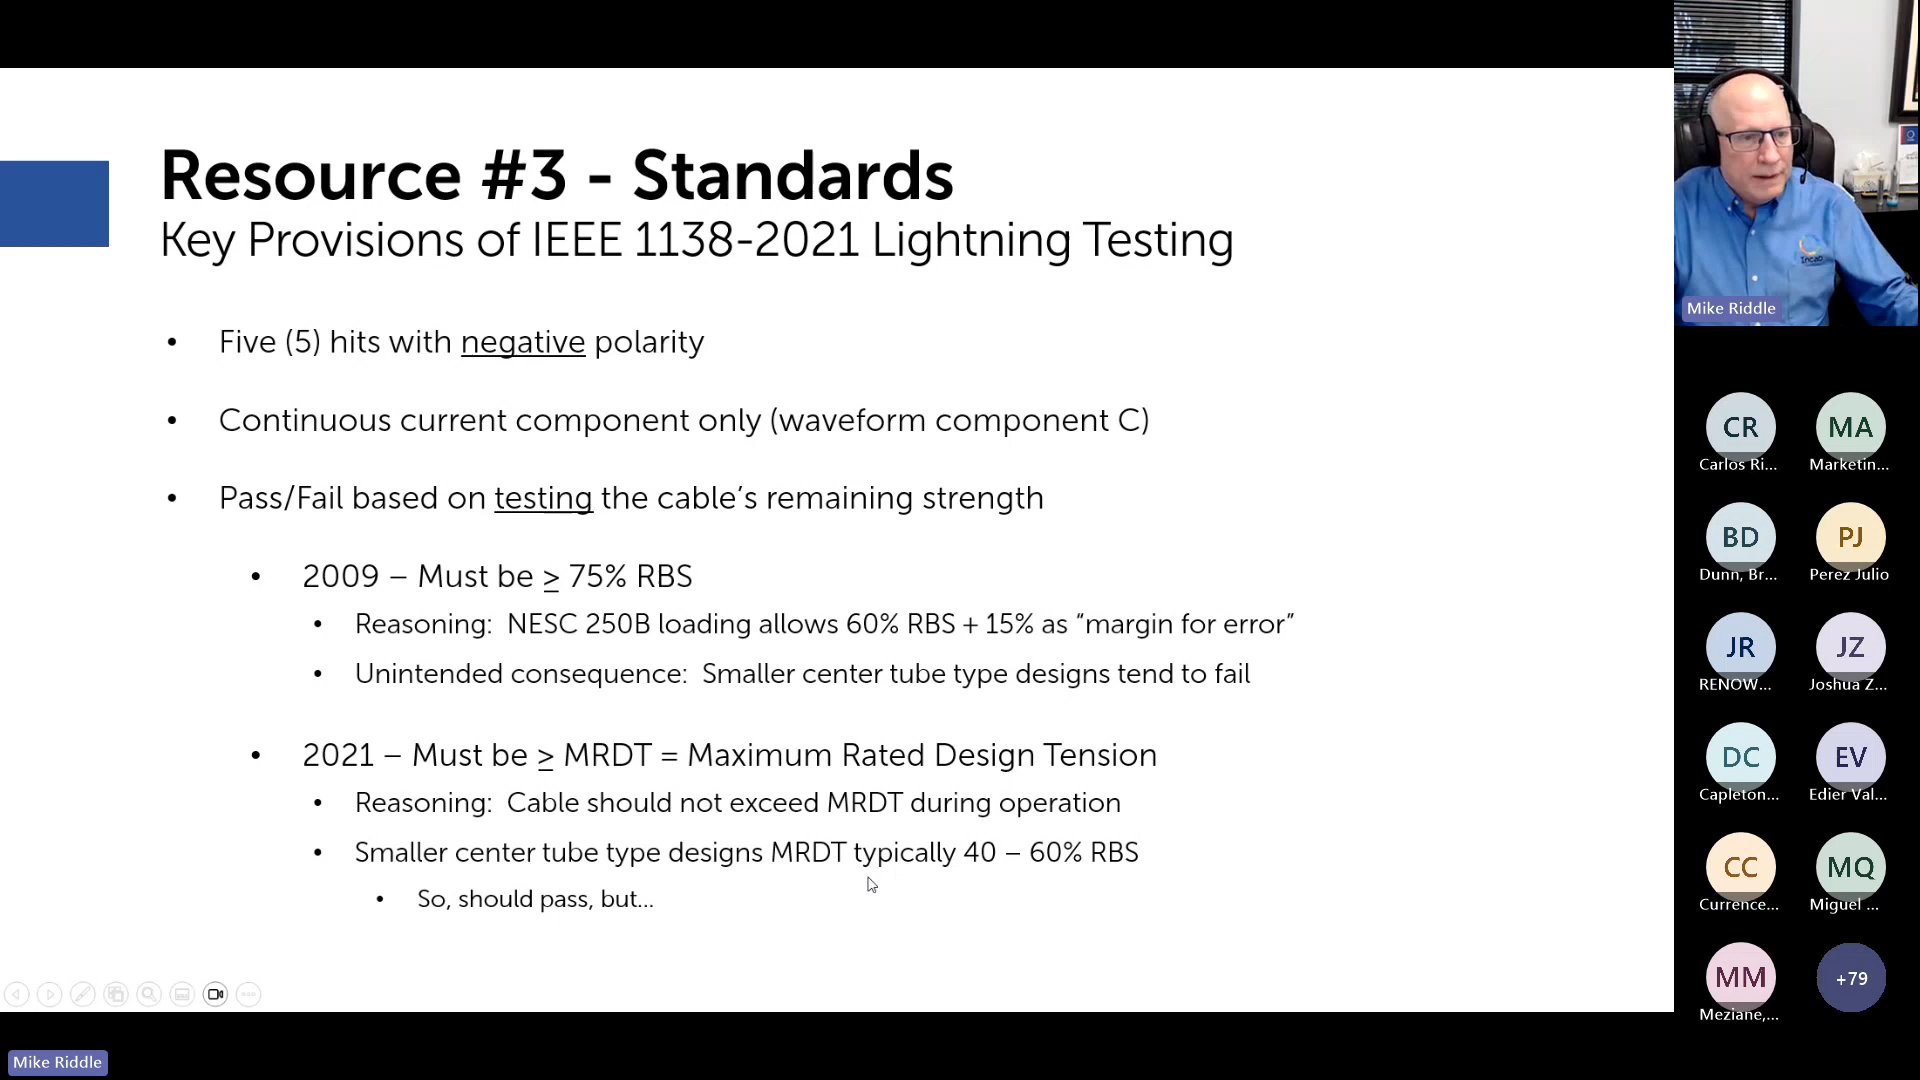 Resource #3 - Standards
Key Provisions of IEEE 1138-2021 Lightning Testing
• Five (5) hits with negative polarity
• Continuous current component only (waveform component C)
• Pass/Fail based on testing the cable’s remaining strength
• 2009 – Must be ≥ 75% RBS
• Reasoning: NESC 250B loading allows 60% RBS + 15% as “margin for error”
• Unintended consequence: Smaller center tube type designs tend to fail
• 2021 – Must be ≥ MRDT = Maximum Rated Design Tension
• Reasoning: Cable should not exceed MRDT during operation
• Smaller center tube type designs MRDT typically 40 – 60% RBS
• So, should pass, but...
Mike Riddle
Incab
Mike Riddle
CR
Carlos Ri...
MA
Marketin...
BD
Dunn, Br...
PJ
Perez Julio
JR
RENOW...
JZ
Joshua Z...
DC
Capleton...
EV
Edier Val...
CC
Currence...
MQ
Miguel ...
MM
Meziane,...
+79